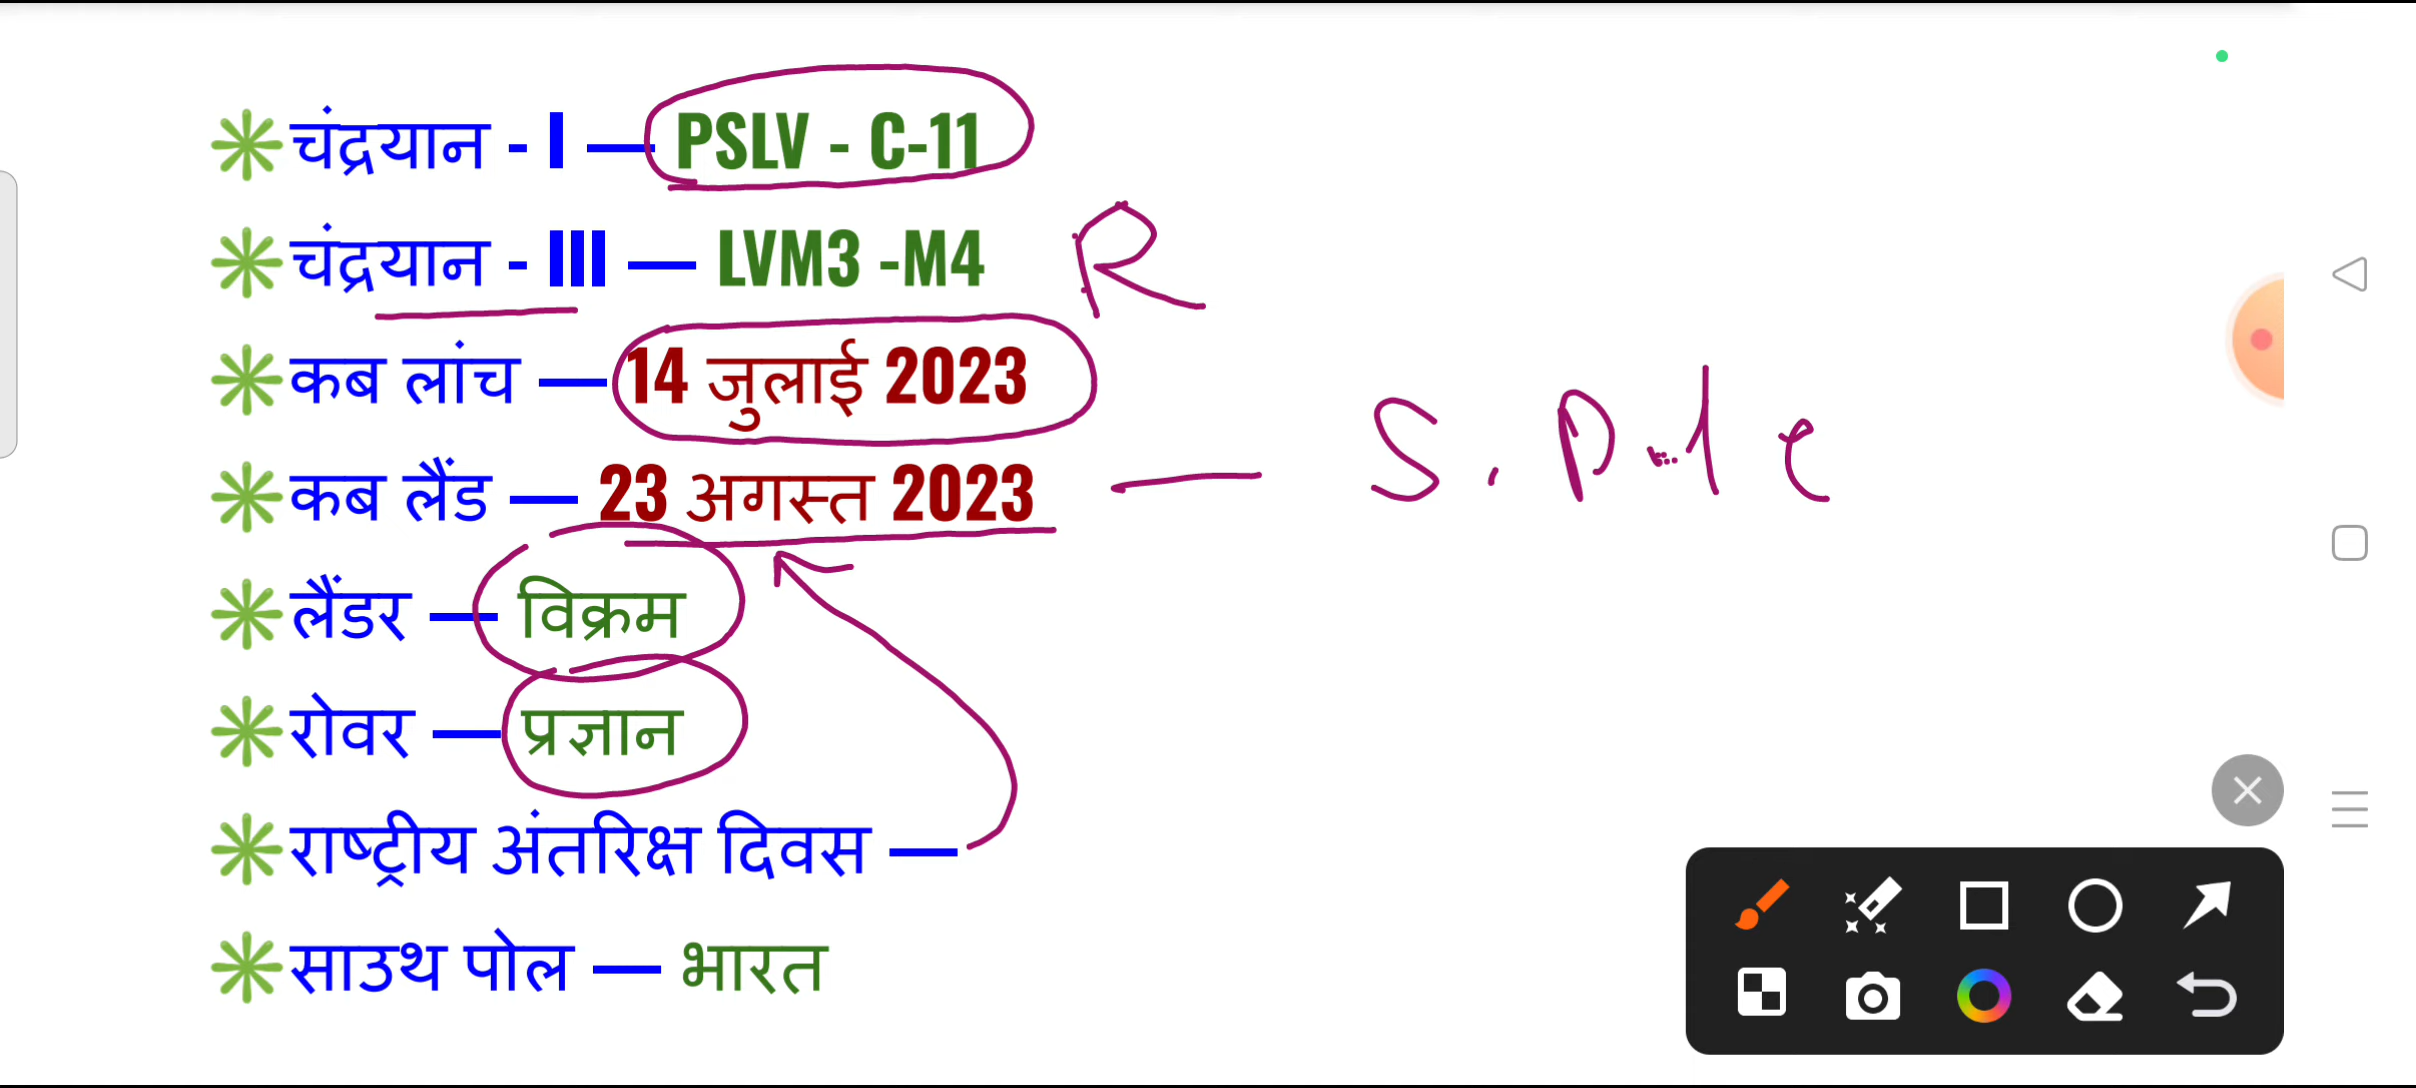 चंद्रयान - I — PSLV - C-11
चंद्रयान - III — LVM3 -M4 R
कब लांच — 14 जुलाई 2023
कब लैंड — 23 अगस्त 2023 — S. Pole
लैंडर — विक्रम
रोवर — प्रज्ञान
राष्ट्रीय अंतरिक्ष दिवस —
साउथ पोल — भारत